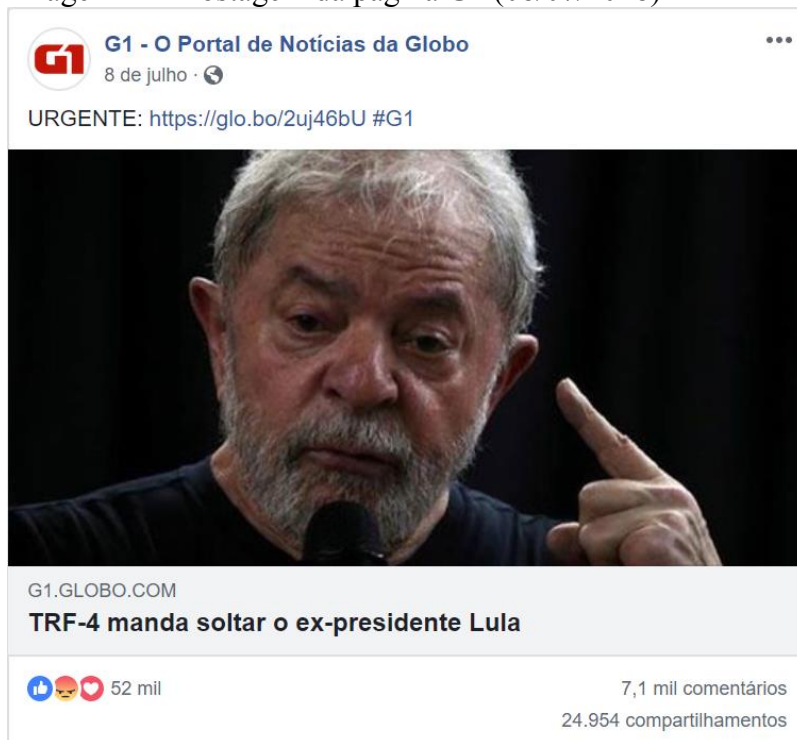 G1 - O Portal de Notícias da Globo
8 de julho ·
G1
URGENTE: https://glo.bo/2uj46bU #G1
G1.GLOBO.COM
TRF-4 manda soltar o ex-presidente Lula
52 mil
7,1 mil comentários
24.954 compartilhamentos